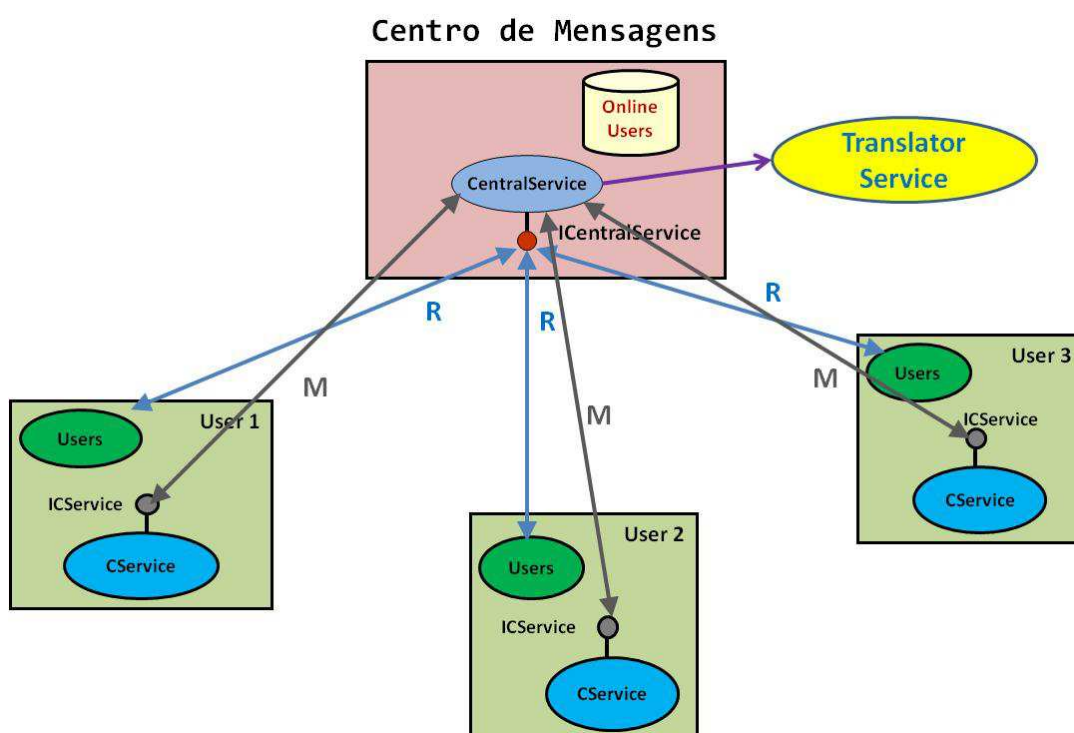 Centro de Mensagens
Online
Users
Translator
Service
CentralService
ICentralService
R
R
R
M
M
M
User 1
Users
ICService
CService
User 2
Users
ICService
CService
User 3
Users
ICService
CService